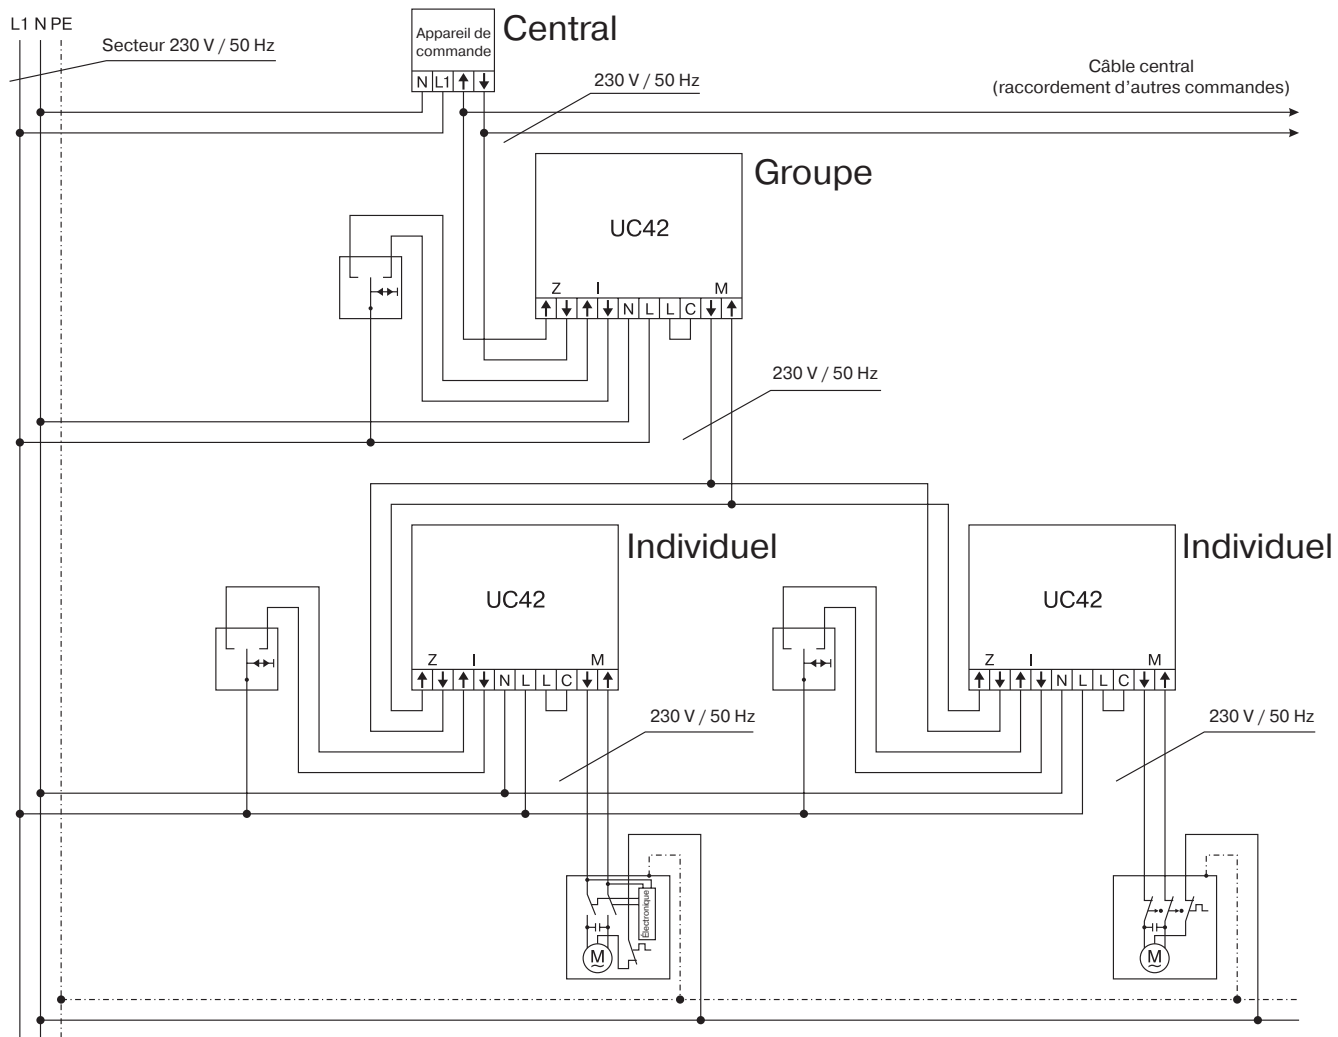 L1 N PE
Secteur 230 V / 50 Hz
Appareil de
commande
Central
N L1 ↑ ↓
230 V / 50 Hz
Câble central
(raccordement d'autres commandes)
Groupe
UC42
Z I M
↑ ↓ ↑ ↓ N L L C ↓ ↑
230 V / 50 Hz
Individuel
UC42
Z I M
↑ ↓ ↑ ↓ N L L C ↓ ↑
230 V / 50 Hz
Individuel
UC42
Z I M
↑ ↓ ↑ ↓ N L L C ↓ ↑
230 V / 50 Hz
Électronique
M
~
M
~